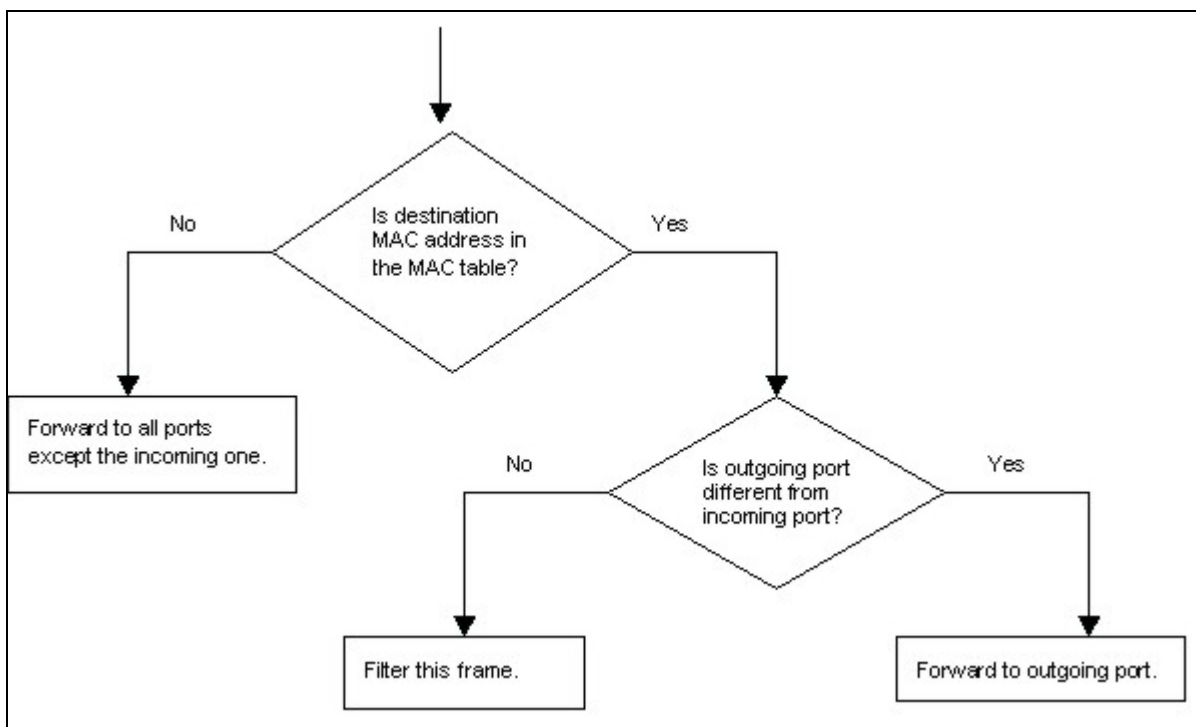 Is destination
MAC address in
the MAC table?
No
Yes
Forward to all ports
except the incoming one.
Is outgoing port
different from
incoming port?
No
Yes
Filter this frame.
Forward to outgoing port.